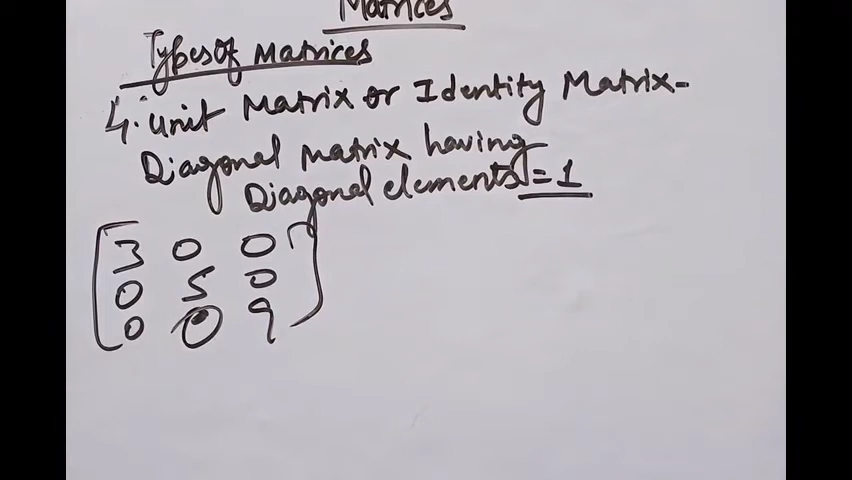 Matrices
Types of Matrices
4. Unit Matrix or Identity Matrix-
Diagonal Matrix having
Diagonal elements = 1
3 0 0
0 5 0
0 0 9